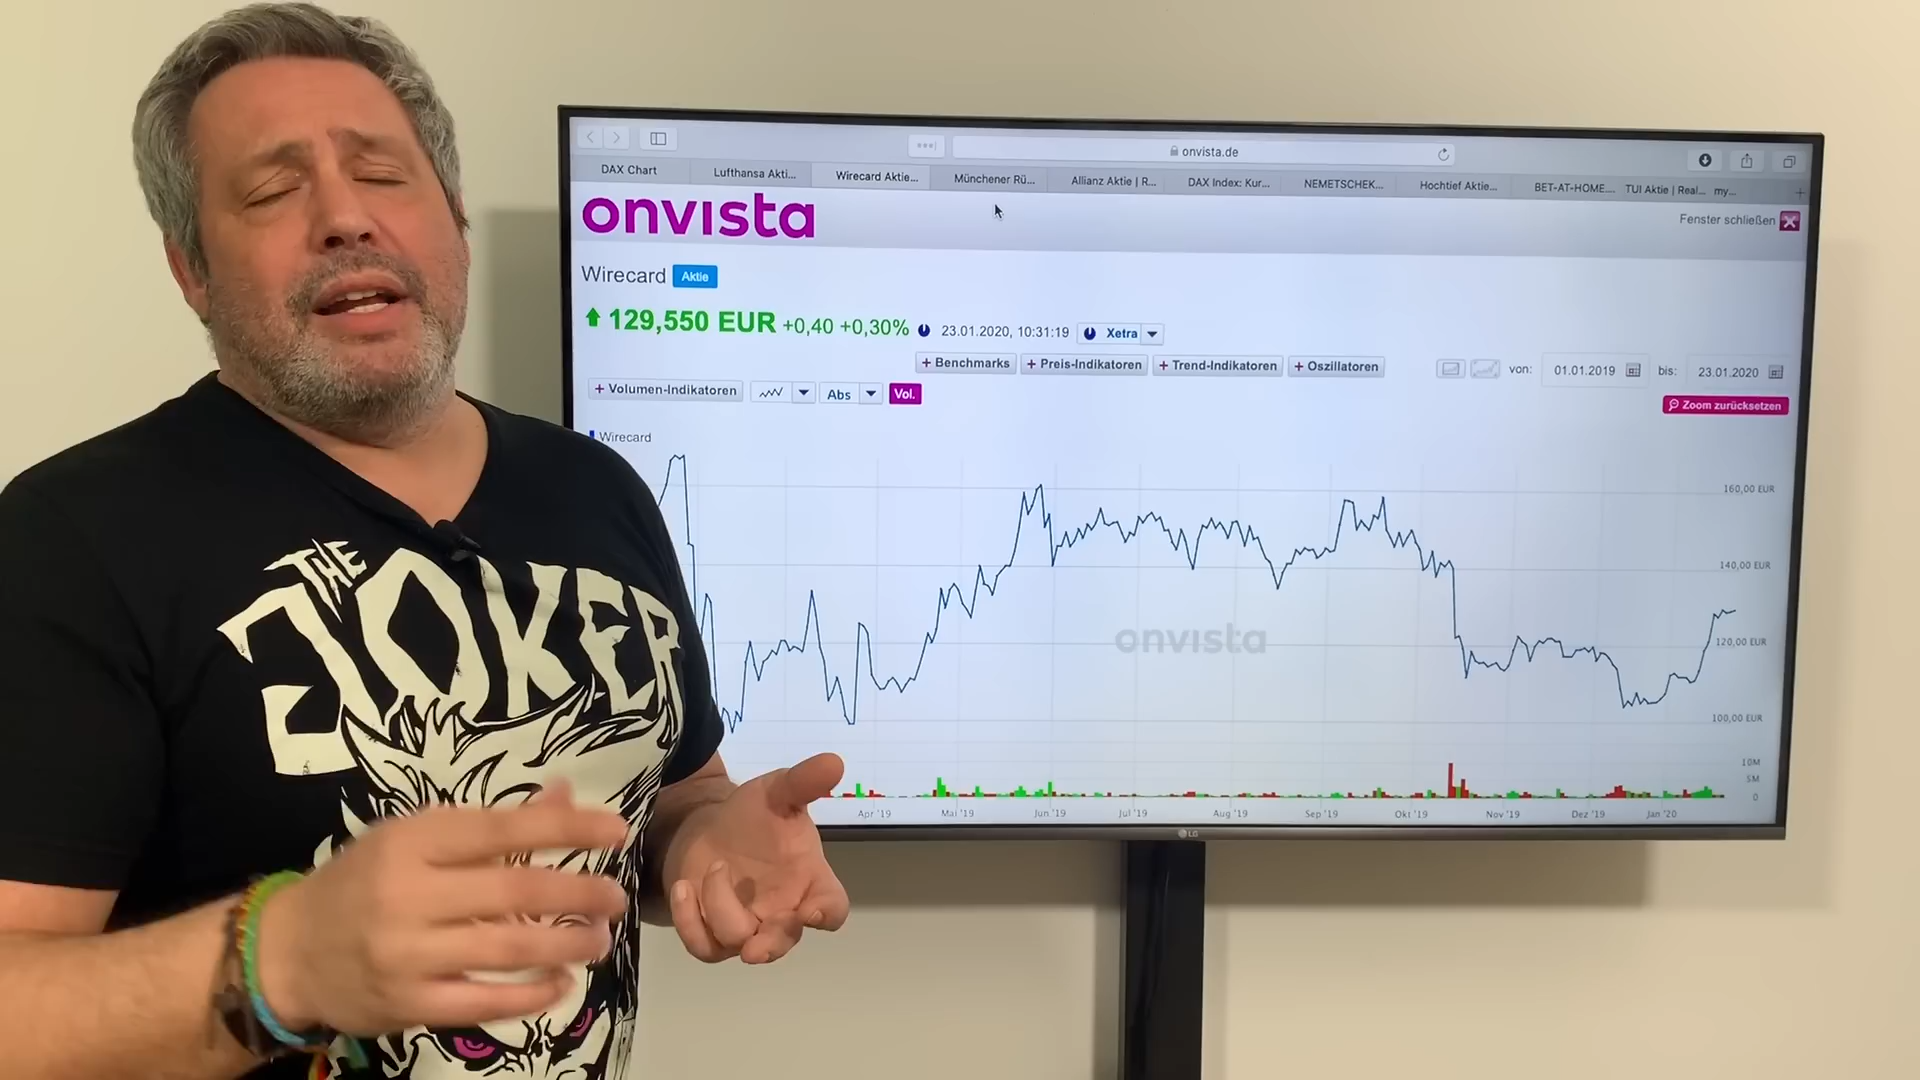 onvista.de
DAX Chart
Lufthansa Akti...
Wirecard Aktie...
Münchener Rü...
Allianz Aktie | R...
DAX Index: Kur...
NEMETSCHEK...
Hochtief Aktie...
BET-AT-HOME....
TUI Aktie | Real...
my...
onvista
Fenster schließen
Wirecard
Aktie
129,550 EUR +0,40 +0,30%
23.01.2020, 10:31:19
Xetra
+ Benchmarks
+ Preis-Indikatoren
+ Trend-Indikatoren
+ Oszillatoren
von:
01.01.2019
bis:
23.01.2020
+ Volumen-Indikatoren
Abs
Vol.
Zoom zurücksetzen
Wirecard
160,00 EUR
140,00 EUR
120,00 EUR
100,00 EUR
onvista
10M
5M
0
Apr '19
Mai '19
Jun '19
Jul '19
Aug '19
Sep '19
Okt '19
Nov '19
Dez '19
Jan '20
LG
THE
JOKER